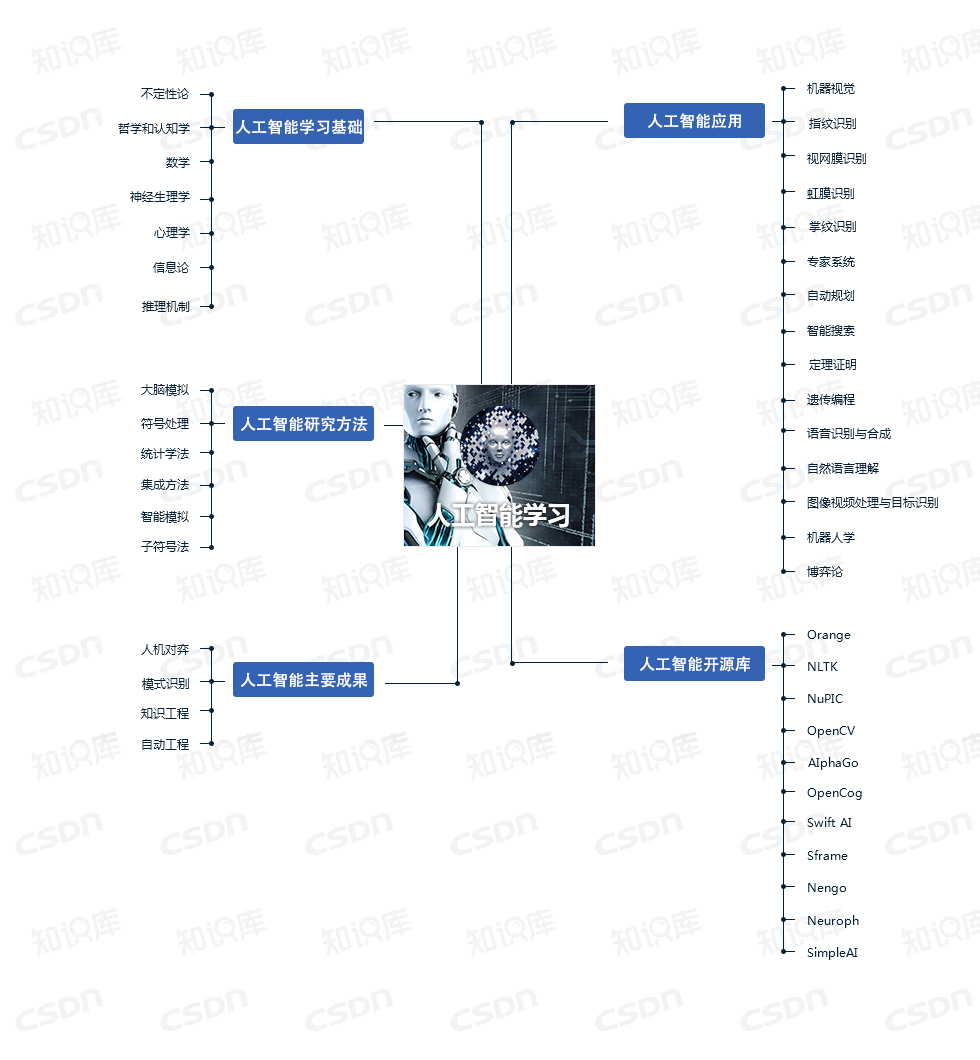 人工智能学习基础
不定性论
哲学和认知学
数学
神经生理学
心理学
信息论
推理机制
人工智能研究方法
大脑模拟
符号处理
统计学法
集成方法
智能模拟
子符号法
人工智能主要成果
人机对弈
模式识别
知识工程
自动工程
人工智能学习
人工智能应用
机器视觉
指纹识别
视网膜识别
虹膜识别
掌纹识别
专家系统
自动规划
智能搜索
定理证明
遗传编程
语音识别与合成
自然语言理解
图像视频处理与目标识别
机器人学
博弈论
人工智能开源库
Orange
NLTK
NuPIC
OpenCV
AlphaGo
OpenCog
Swift AI
Sframe
Nengo
Neuroph
SimpleAI
知识库
CSDN